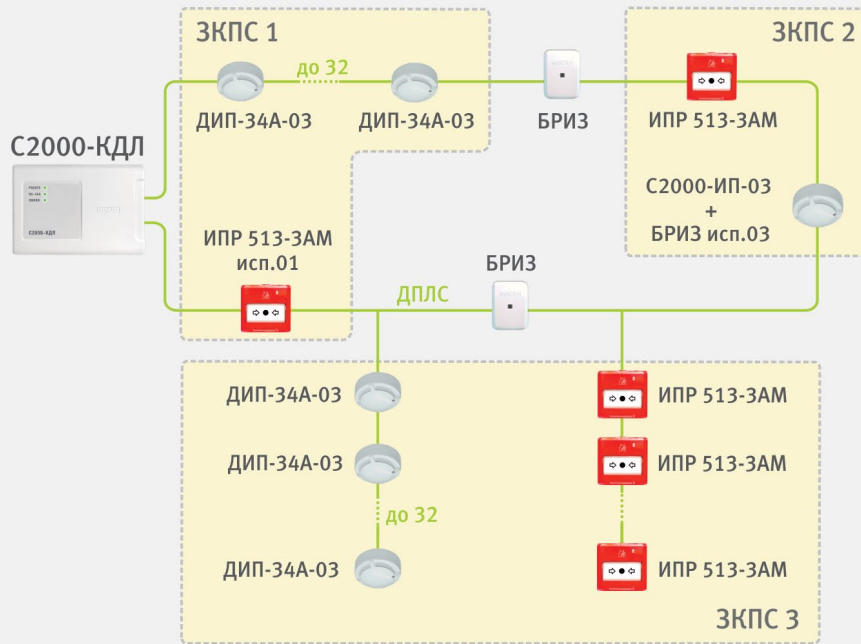 ЗКПС 1
ЗКПС 2
до 32
ДИП-34А-03
ДИП-34А-03
БРИЗ
ИПР 513-3АМ
С2000-КДЛ
С2000-ИП-03
+
БРИЗ исп.03
С2000-КДЛ
ИПР 513-3АМ
исп.01
БРИЗ
ДПЛС
ДИП-34А-03
ИПР 513-3АМ
ДИП-34А-03
ИПР 513-3АМ
до 32
ДИП-34А-03
ИПР 513-3АМ
ЗКПС 3